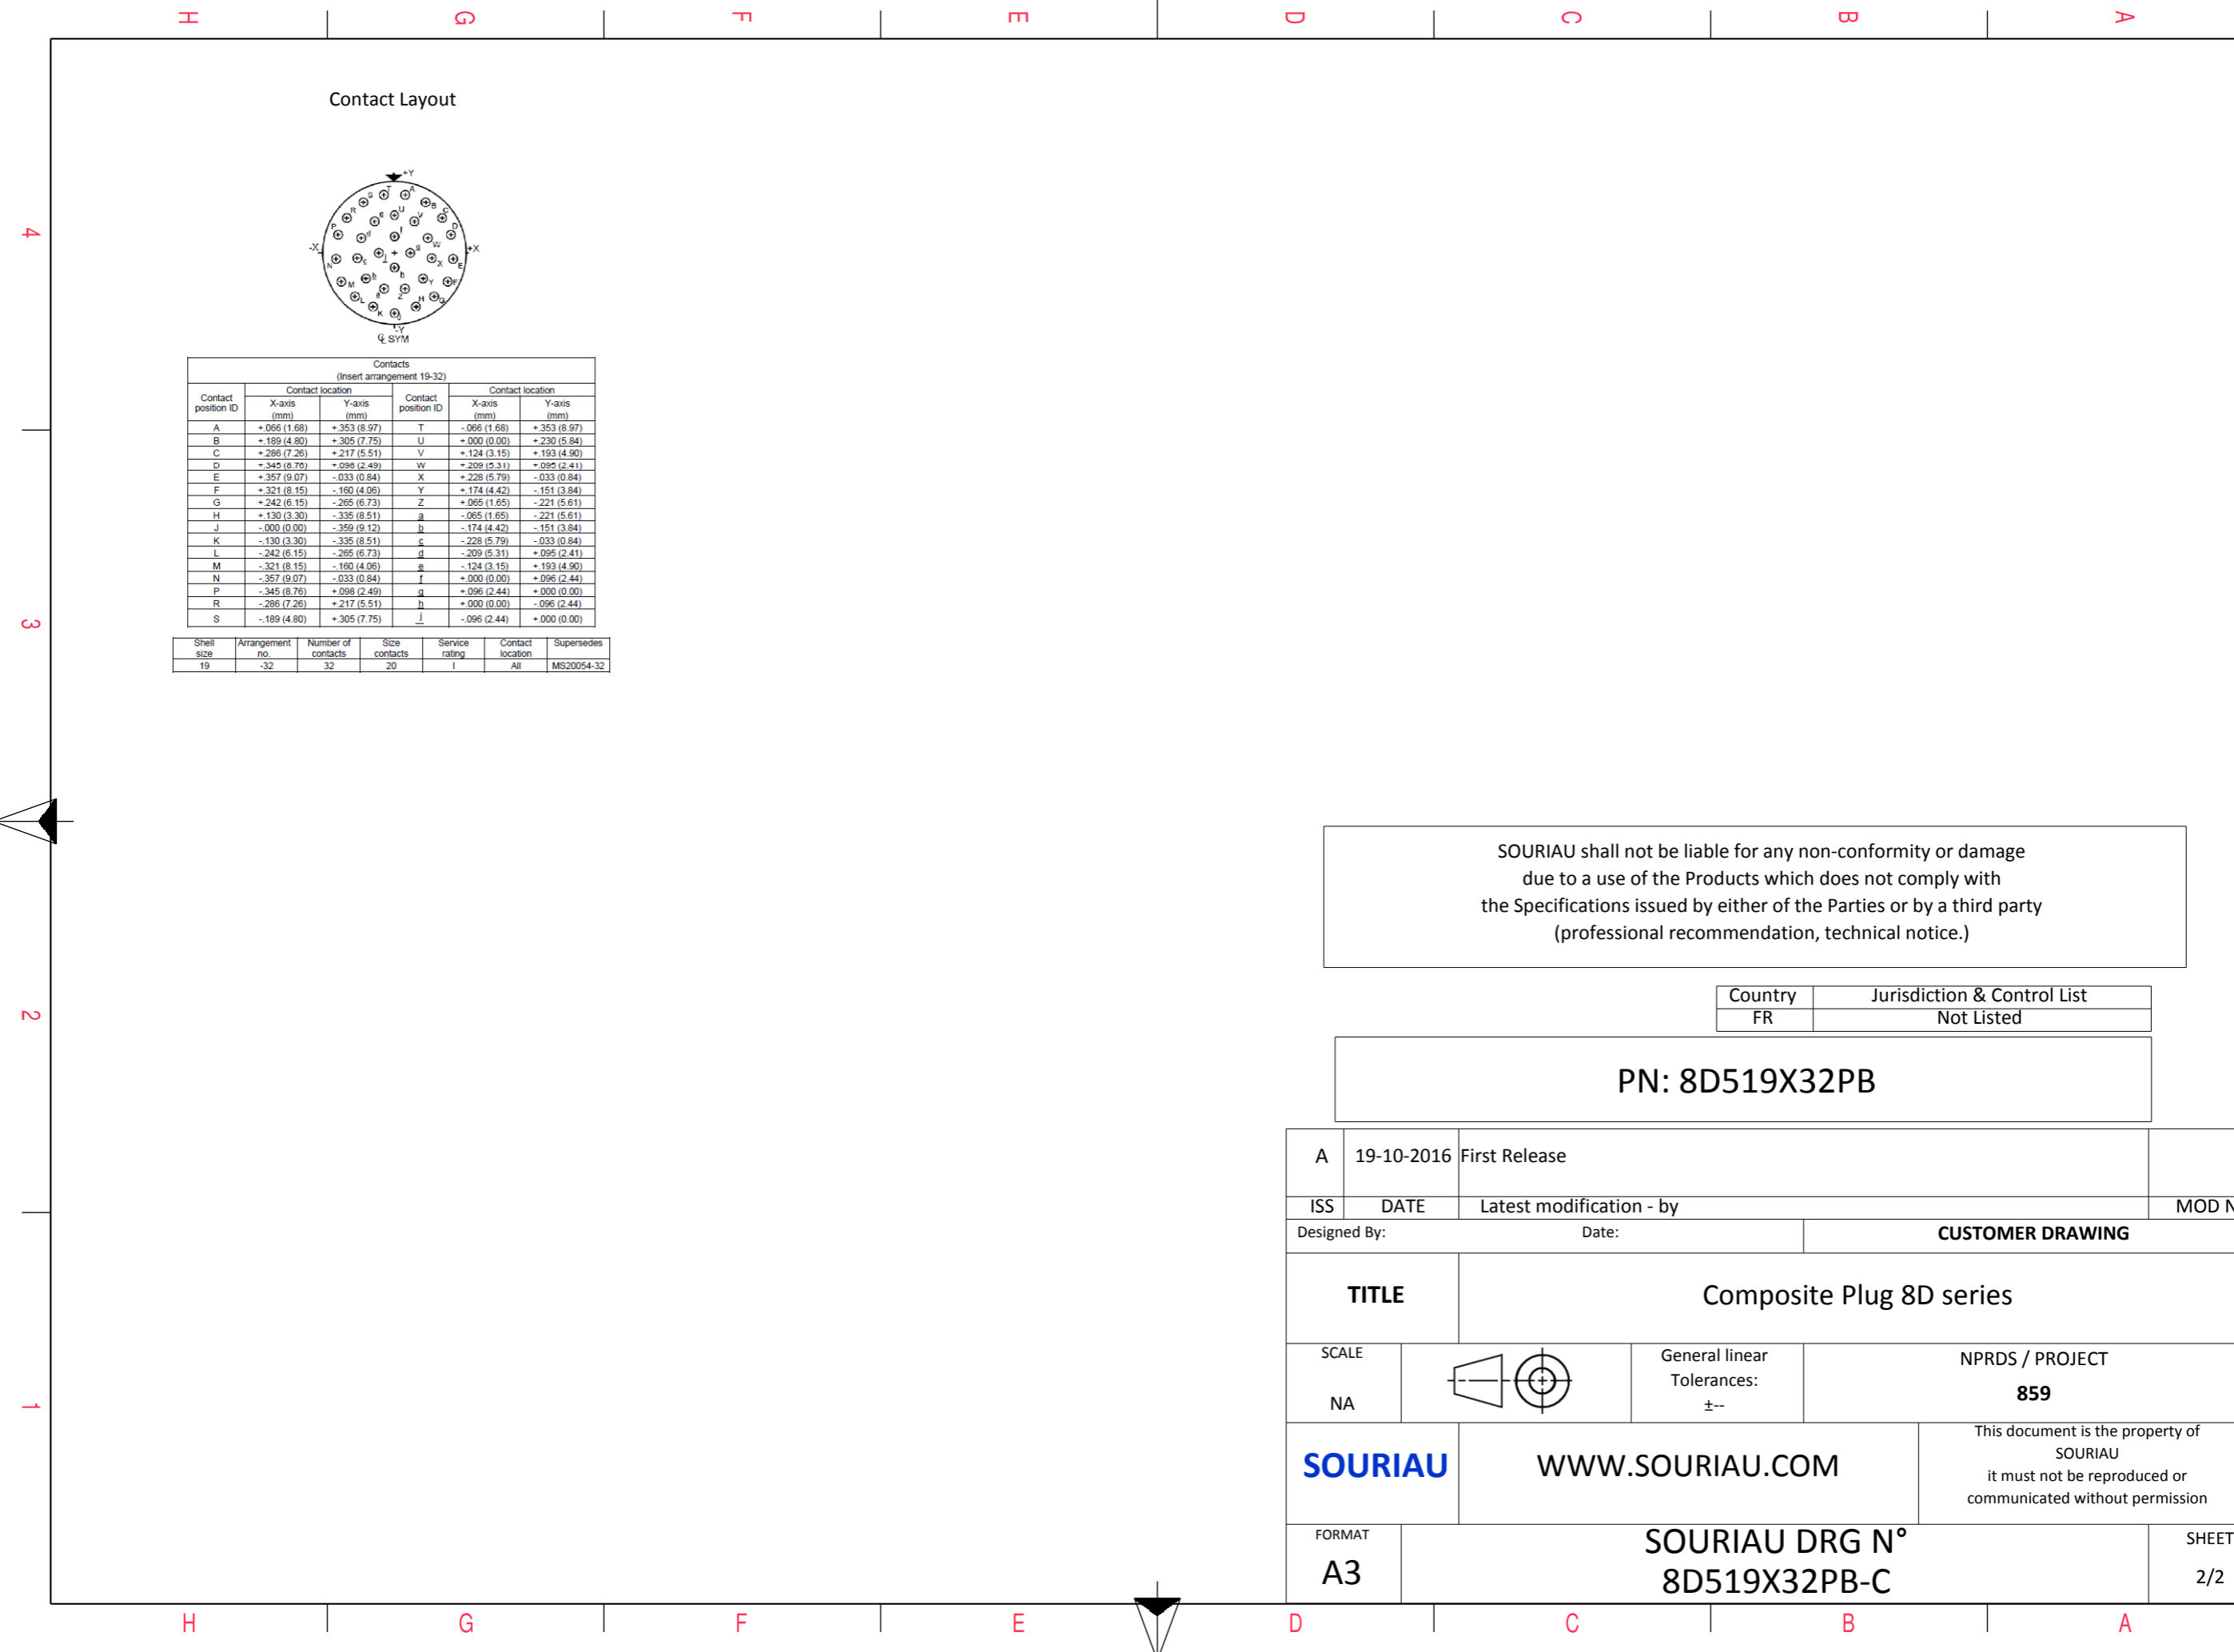 H G F E D C B A
Contact Layout
+Y
T A
S B
R e U V C
P d f D
W
-X +X
j g
N c X E
M b h Y F
L a Z H G
K J
-Y
℄ SYM
Contacts
(Insert arrangement 19-32)
Contact position ID Contact location Contact position ID Contact location
X-axis (mm) Y-axis (mm) X-axis (mm) Y-axis (mm)
A +.066 (1.68) +.353 (8.97) T -.066 (1.68) +.353 (8.97)
B +.189 (4.80) +.305 (7.75) U +.000 (0.00) +.230 (5.84)
C +.286 (7.26) +.217 (5.51) V +.124 (3.15) +.193 (4.90)
D +.345 (8.76) +.098 (2.49) W +.209 (5.31) +.095 (2.41)
E +.357 (9.07) -.033 (0.84) X +.228 (5.79) -.033 (0.84)
F +.321 (8.15) -.160 (4.06) Y +.174 (4.42) -.151 (3.84)
G +.242 (6.15) -.265 (6.73) Z +.065 (1.65) -.221 (5.61)
H +.130 (3.30) -.335 (8.51) a -.065 (1.65) -.221 (5.61)
J -.000 (0.00) -.359 (9.12) b -.174 (4.42) -.151 (3.84)
K -.130 (3.30) -.335 (8.51) c -.228 (5.79) -.033 (0.84)
L -.242 (6.15) -.265 (6.73) d -.209 (5.31) +.095 (2.41)
M -.321 (8.15) -.160 (4.06) e -.124 (3.15) +.193 (4.90)
N -.357 (9.07) -.033 (0.84) f +.000 (0.00) +.096 (2.44)
P -.345 (8.76) +.098 (2.49) g +.096 (2.44) +.000 (0.00)
R -.286 (7.26) +.217 (5.51) h +.000 (0.00) -.096 (2.44)
S -.189 (4.80) +.305 (7.75) j -.096 (2.44) +.000 (0.00)
Shell size Arrangement no. Number of contacts Size contacts Service rating Contact location Supersedes
19 -32 32 20 I All MS20054-32
4
3
2
1
SOURIAU shall not be liable for any non-conformity or damage
due to a use of the Products which does not comply with
the Specifications issued by either of the Parties or by a third party
(professional recommendation, technical notice.)
Country Jurisdiction & Control List
FR Not Listed
PN: 8D519X32PB
A 19-10-2016 First Release
ISS DATE Latest modification - by MOD N
Designed By: Date: CUSTOMER DRAWING
TITLE Composite Plug 8D series
SCALE
NA
General linear
Tolerances:
±--
NPRDS / PROJECT
859
SOURIAU WWW.SOURIAU.COM
This document is the property of
SOURIAU
it must not be reproduced or
communicated without permission
FORMAT
A3
SOURIAU DRG N°
8D519X32PB-C
SHEET
2/2
H G F E D C B A